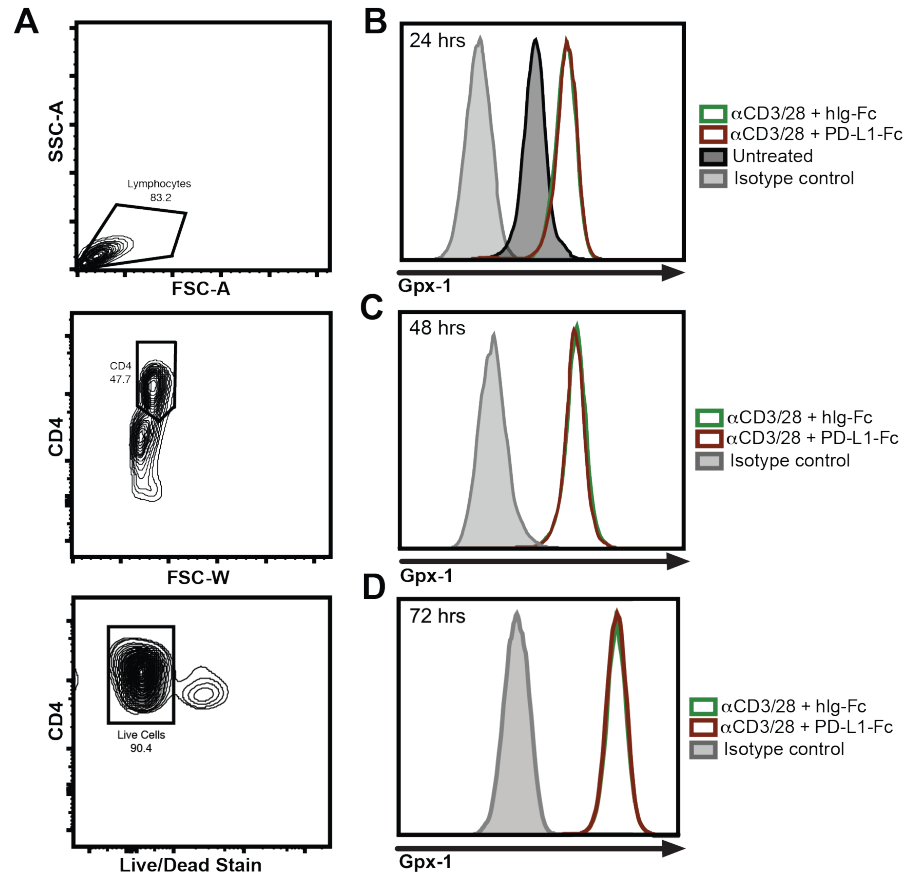 A
SSC-A
Lymphocytes
83.2
FSC-A
CD4
CD4
47.7
FSC-W
CD4
Live Cells
90.4
Live/Dead Stain
B
24 hrs
Gpx-1
αCD3/28 + hIg-Fc
αCD3/28 + PD-L1-Fc
Untreated
Isotype control
C
48 hrs
Gpx-1
αCD3/28 + hIg-Fc
αCD3/28 + PD-L1-Fc
Isotype control
D
72 hrs
Gpx-1
αCD3/28 + hIg-Fc
αCD3/28 + PD-L1-Fc
Isotype control